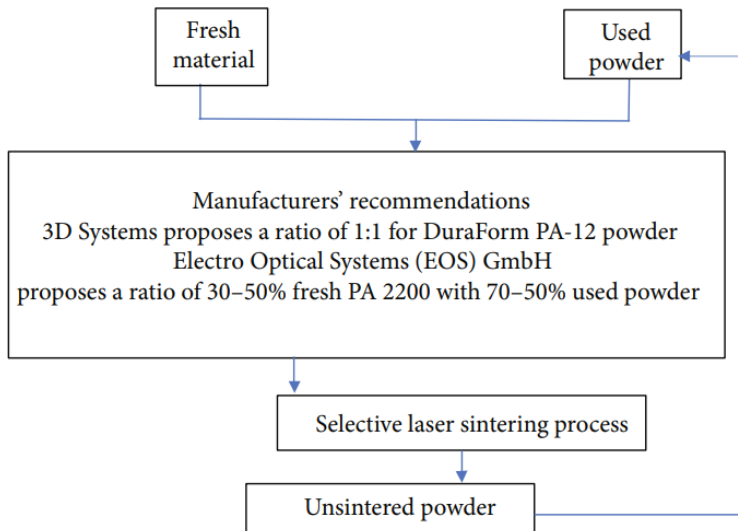 Fresh
material
Used
powder
Manufacturers' recommendations
3D Systems proposes a ratio of 1:1 for DuraForm PA-12 powder
Electro Optical Systems (EOS) GmbH
proposes a ratio of 30–50% fresh PA 2200 with 70–50% used powder
Selective laser sintering process
Unsintered powder